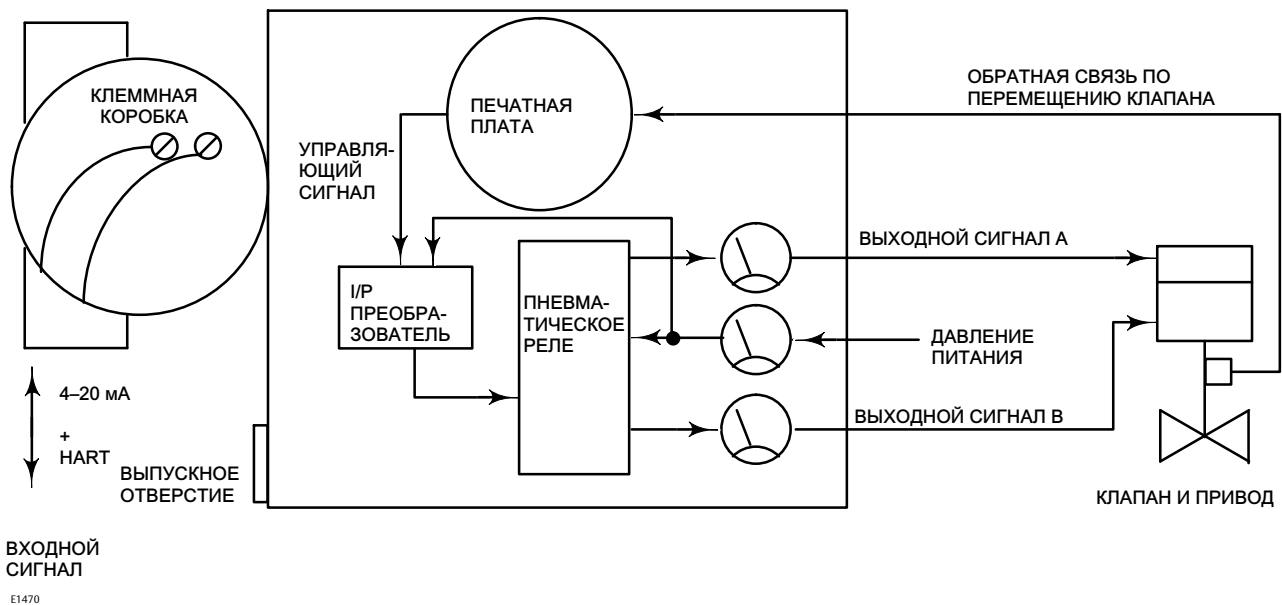 КЛЕММНАЯ
КОРОБКА
ПЕЧАТНАЯ
ПЛАТА
ОБРАТНАЯ СВЯЗЬ ПО
ПЕРЕМЕЩЕНИЮ КЛАПАНА
УПРАВЛЯ-
ЮЩИЙ
СИГНАЛ
ВЫХОДНОЙ СИГНАЛ A
I/P
ПРЕОБРА-
ЗОВАТЕЛЬ
ПНЕВМА-
ТИЧЕСКОЕ
РЕЛЕ
ДАВЛЕНИЕ
ПИТАНИЯ
4–20 мА
+
HART
ВЫХОДНОЙ СИГНАЛ B
ВЫПУСКНОЕ
ОТВЕРСТИЕ
КЛАПАН И ПРИВОД
ВХОДНОЙ
СИГНАЛ
E1470